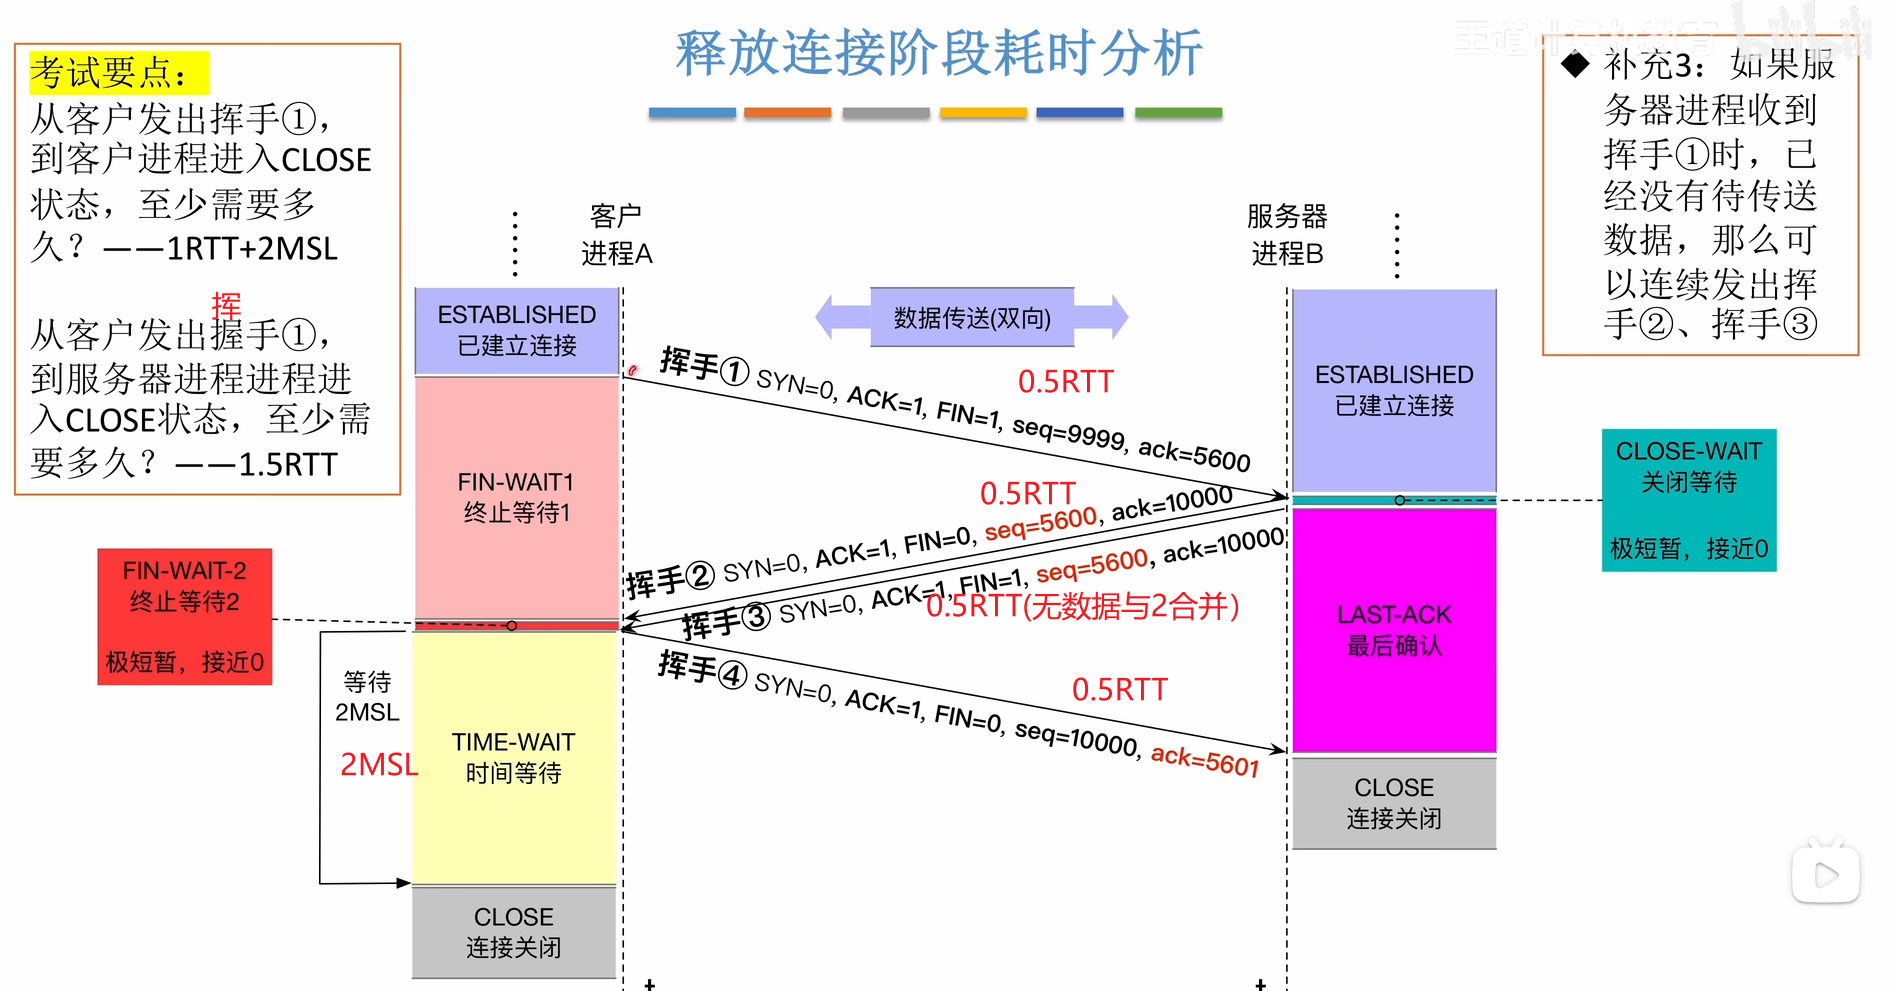 王道计算机教育
释放连接阶段耗时分析
考试要点：
从客户发出挥手①，
到客户进程进入CLOSE
状态，至少需要多
久？——1RTT+2MSL
挥
从客户发出握手①，
到服务器进程进程进
入CLOSE状态，至少需
要多久？——1.5RTT
◆ 补充3：如果服
务器进程收到
挥手①时，已
经没有待传送
数据，那么可
以连续发出挥
手②、挥手③
客户
进程A
服务器
进程B
ESTABLISHED
已建立连接
数据传送(双向)
ESTABLISHED
已建立连接
挥手① SYN=0, ACK=1, FIN=1, seq=9999, ack=5600
0.5RTT
FIN-WAIT1
终止等待1
CLOSE-WAIT
关闭等待
极短暂，接近0
0.5RTT
挥手② SYN=0, ACK=1, FIN=0, seq=5600, ack=10000
挥手③ SYN=0, ACK=1, FIN=1, seq=5600, ack=10000
0.5RTT(无数据与2合并)
FIN-WAIT-2
终止等待2
极短暂，接近0
LAST-ACK
最后确认
挥手④ SYN=0, ACK=1, FIN=0, seq=10000, ack=5601
0.5RTT
等待
2MSL
2MSL
TIME-WAIT
时间等待
CLOSE
连接关闭
CLOSE
连接关闭